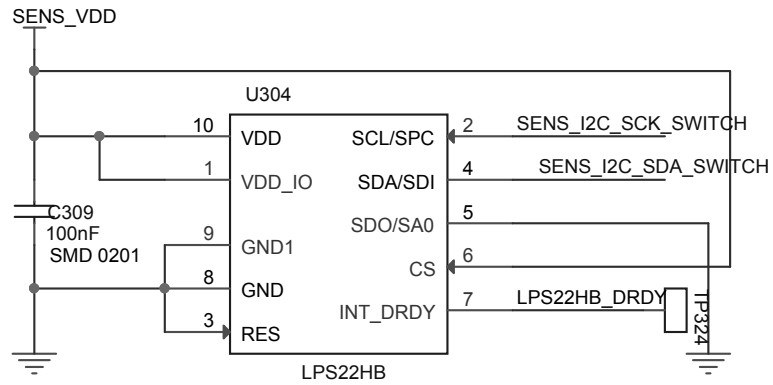 SENS_VDD
U304
10 VDD SCL/SPC 2 SENS_I2C_SCK_SWITCH
1 VDD_IO SDA/SDI 4 SENS_I2C_SDA_SWITCH
C309
100nF
SMD 0201
SDO/SA0 5
9 GND1
CS 6
8 GND
INT_DRDY 7 LPS22HB_DRDY
TP324
3 RES
LPS22HB